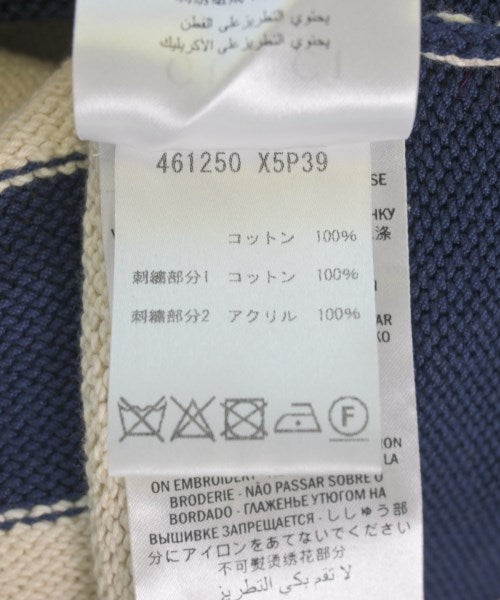 يحتوي التطريز على القطن
يحتوي التطريز على الاكريليك
461250 X5P39
コットン 100%
刺繍部分1 コットン 100%
刺繍部分2 アクリル 100%
F
ON EMBROIDERY
BRODERIE - NÃO PASSAR SOBRE O
BORDADO - ГЛАЖЕНЬЕ УТЮГОМ НА
ВЫШИВКЕ ЗАПРЕЩАЕТСЯ - ししゅう部
分にアイロンをあてないでください
不可熨烫绣花部分
لا تقم بكي التطريز